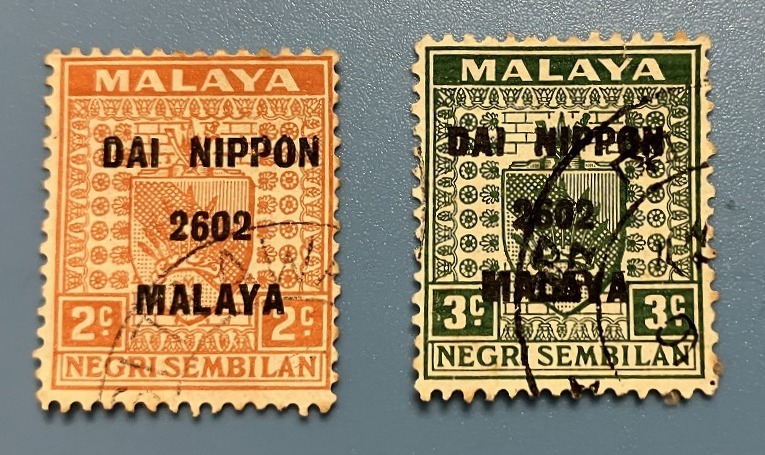 MALAYA
DAI NIPPON
2602
MALAYA
2c 2c
NEGRI SEMBILAN
MALAYA
DAI NIPPON
2602
MALAYA
3c 3c
NEGRI SEMBILAN